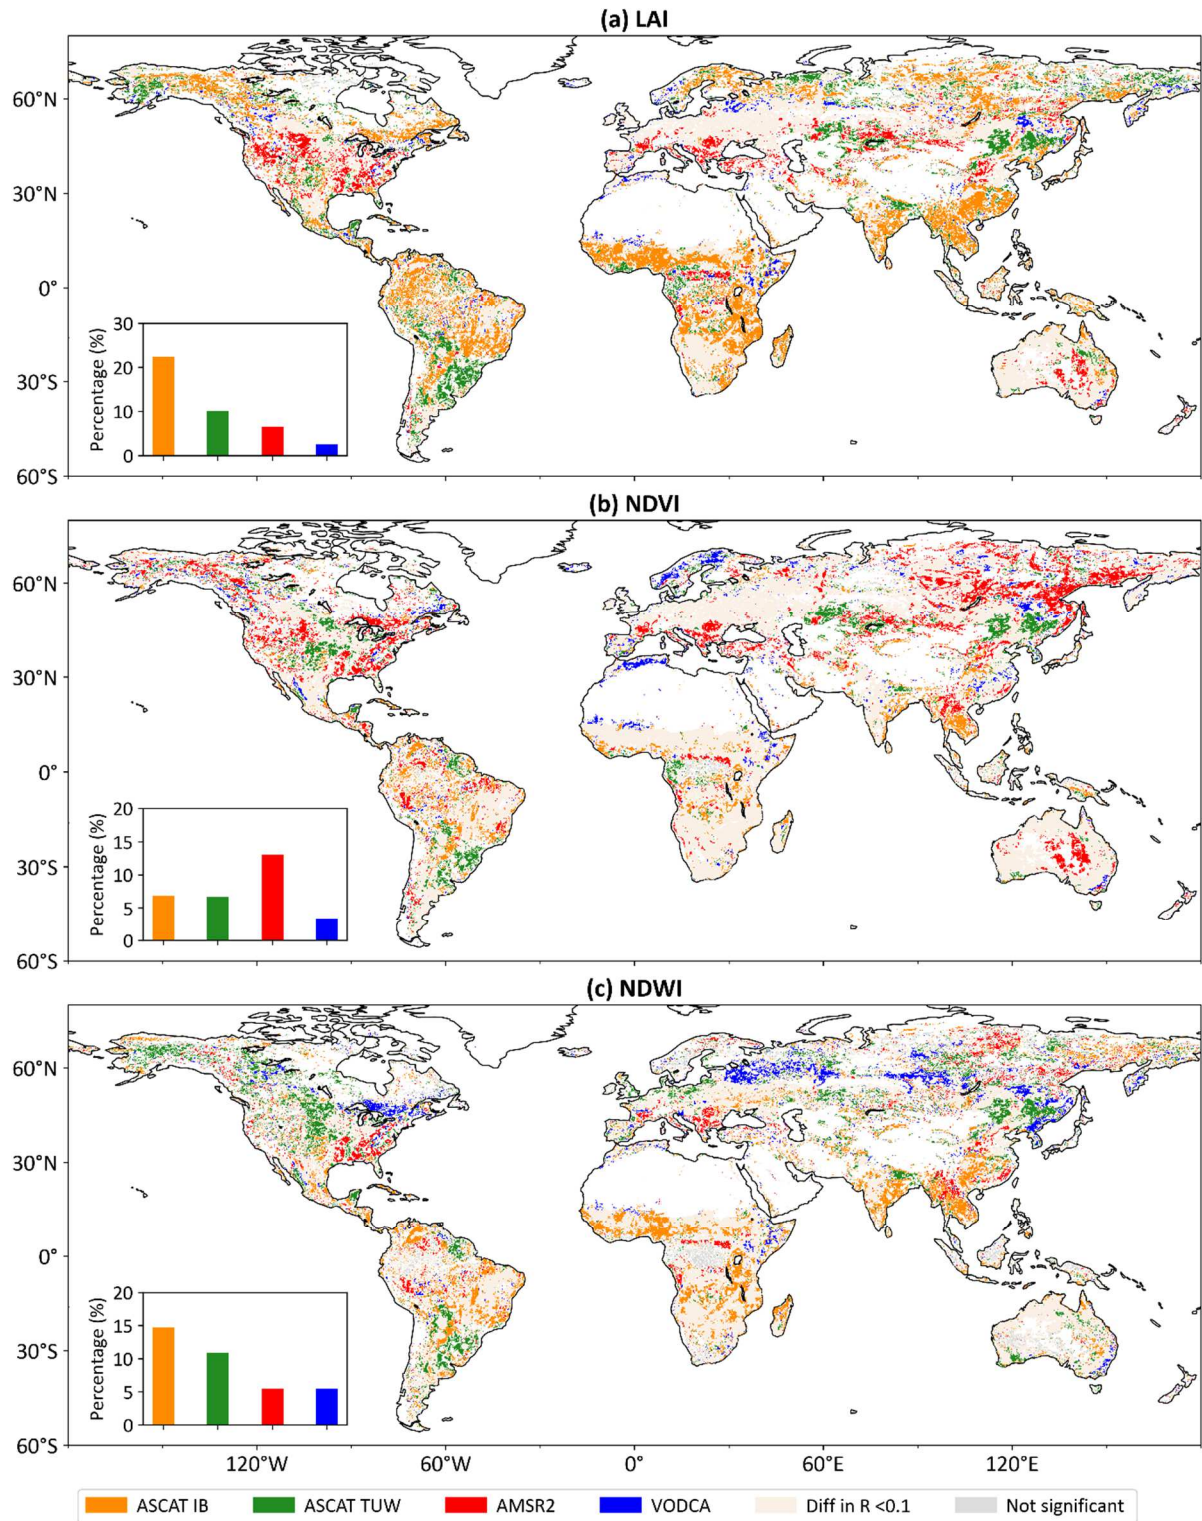 (a) LAI
60°N
30°N
0°
30°S
60°S
Percentage (%)
30
20
10
0
(b) NDVI
60°N
30°N
0°
30°S
60°S
Percentage (%)
20
15
10
5
0
(c) NDWI
60°N
30°N
0°
30°S
60°S
Percentage (%)
20
15
10
5
0
120°W 60°W 0° 60°E 120°E
ASCAT IB ASCAT TUW AMSR2 VODCA Diff in R <0.1 Not significant